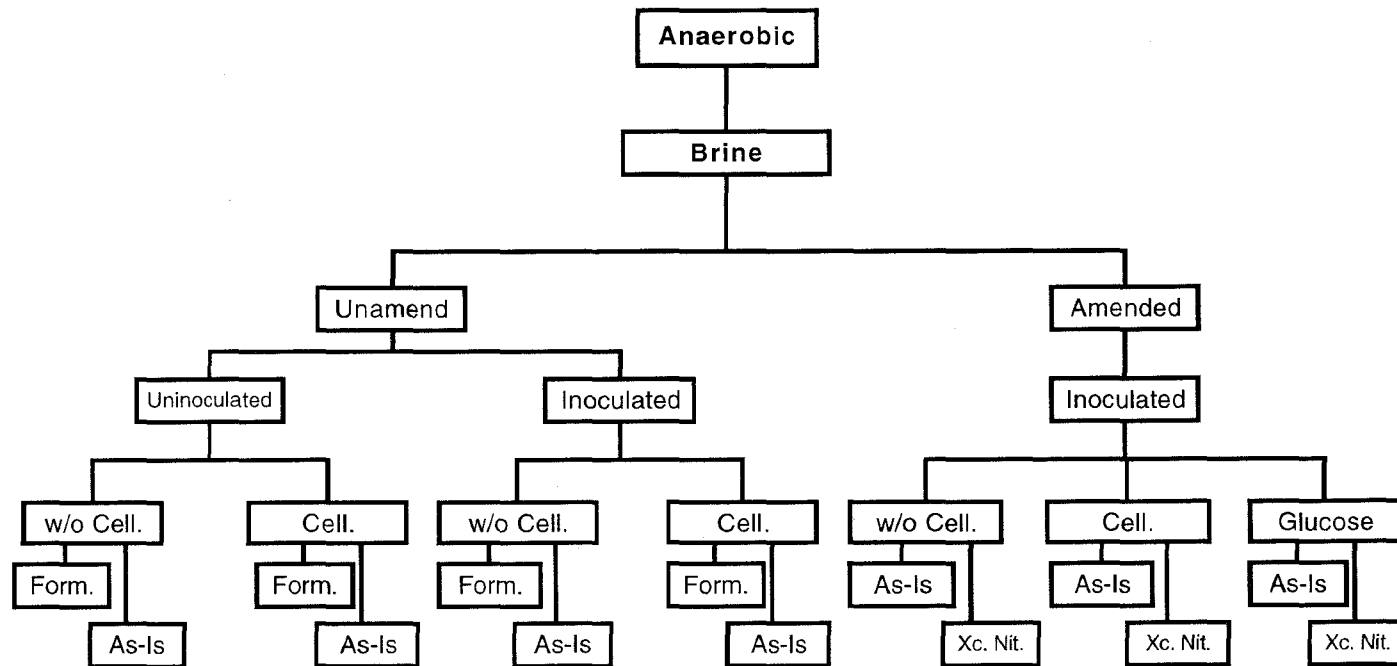 Anaerobic
Brine
Unamend
Amended
Uninoculated
Inoculated
Inoculated
w/o Cell.
Cell.
w/o Cell.
Cell.
w/o Cell.
Cell.
Glucose
Form.
Form.
Form.
Form.
As-Is
As-Is
As-Is
As-Is
As-Is
As-Is
As-Is
Xc. Nit.
Xc. Nit.
Xc. Nit.